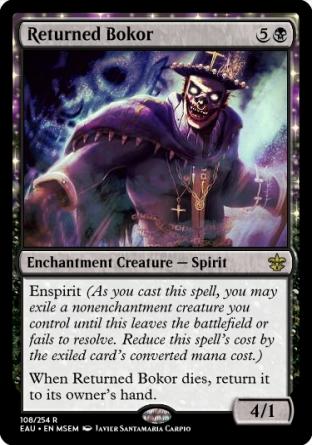 Returned Bokor 5
Enchantment Creature — Spirit
Enspirit (As you cast this spell, you may
exile a nonenchantment creature you
control until this leaves the battlefield or
fails to resolve. Reduce this spell's cost by
the exiled card's converted mana cost.)
When Returned Bokor dies, return it
to its owner's hand.
4/1
108/254 R
EAU • EN MSEM Javier Santamaria Carpio